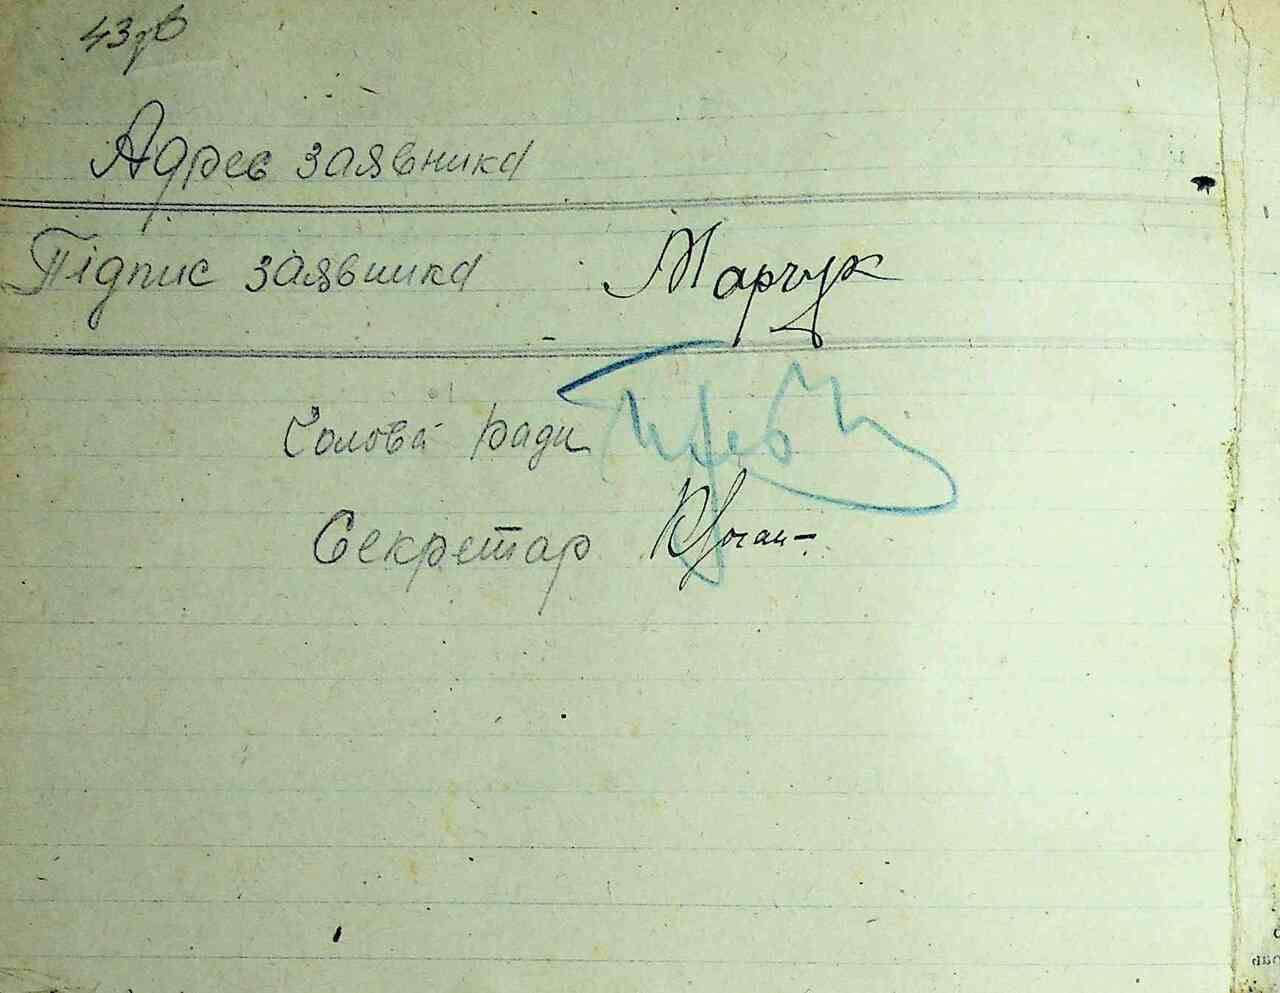 43зв
Адрес заявника
Підпис заявника Марчук
Голова ради
Секретар